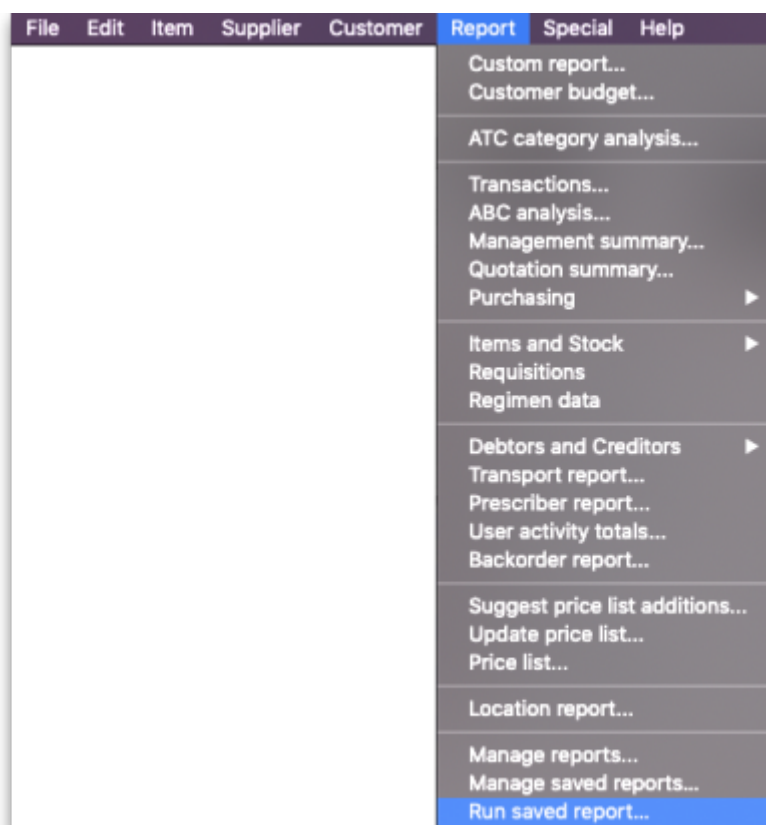 File Edit Item Supplier Customer Report Special Help
Custom report...
Customer budget...
ATC category analysis...
Transactions...
ABC analysis...
Management summary...
Quotation summary...
Purchasing
Items and Stock
Requisitions
Regimen data
Debtors and Creditors
Transport report...
Prescriber report...
User activity totals...
Backorder report...
Suggest price list additions...
Update price list...
Price list...
Location report...
Manage reports...
Manage saved reports...
Run saved report...